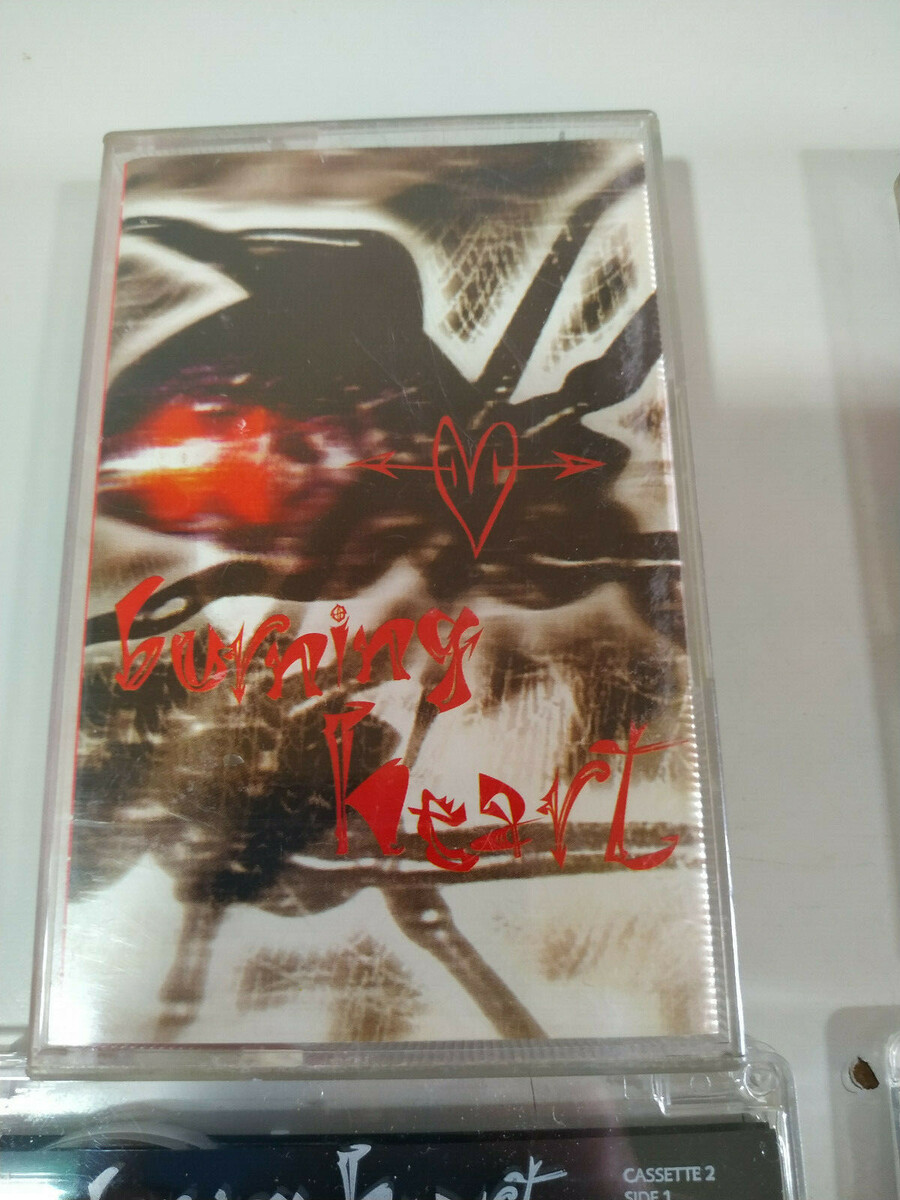 burning
heart
CASSETTE 2
SIDE 1